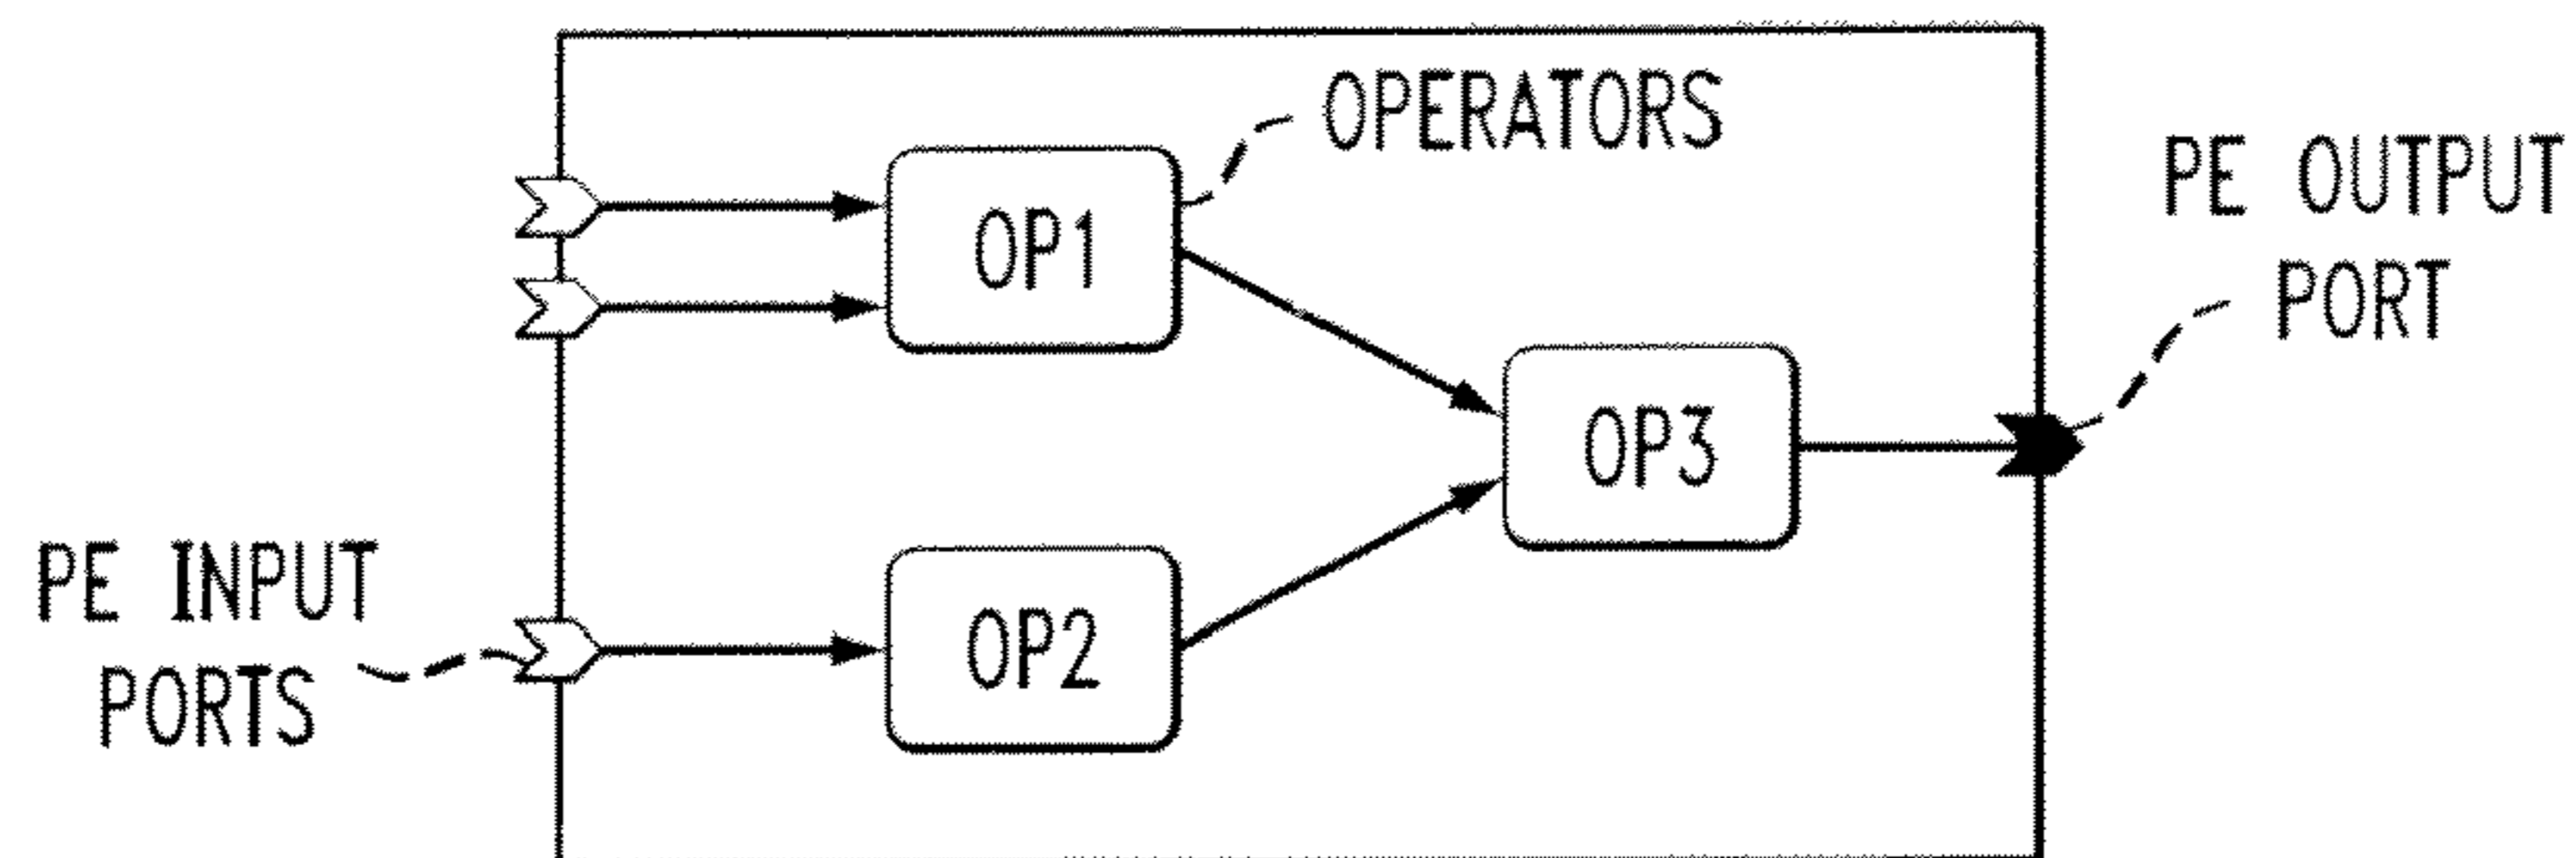 OPERATORS
PE OUTPUT
PORT
OP1
OP3
PE INPUT
PORTS
OP2